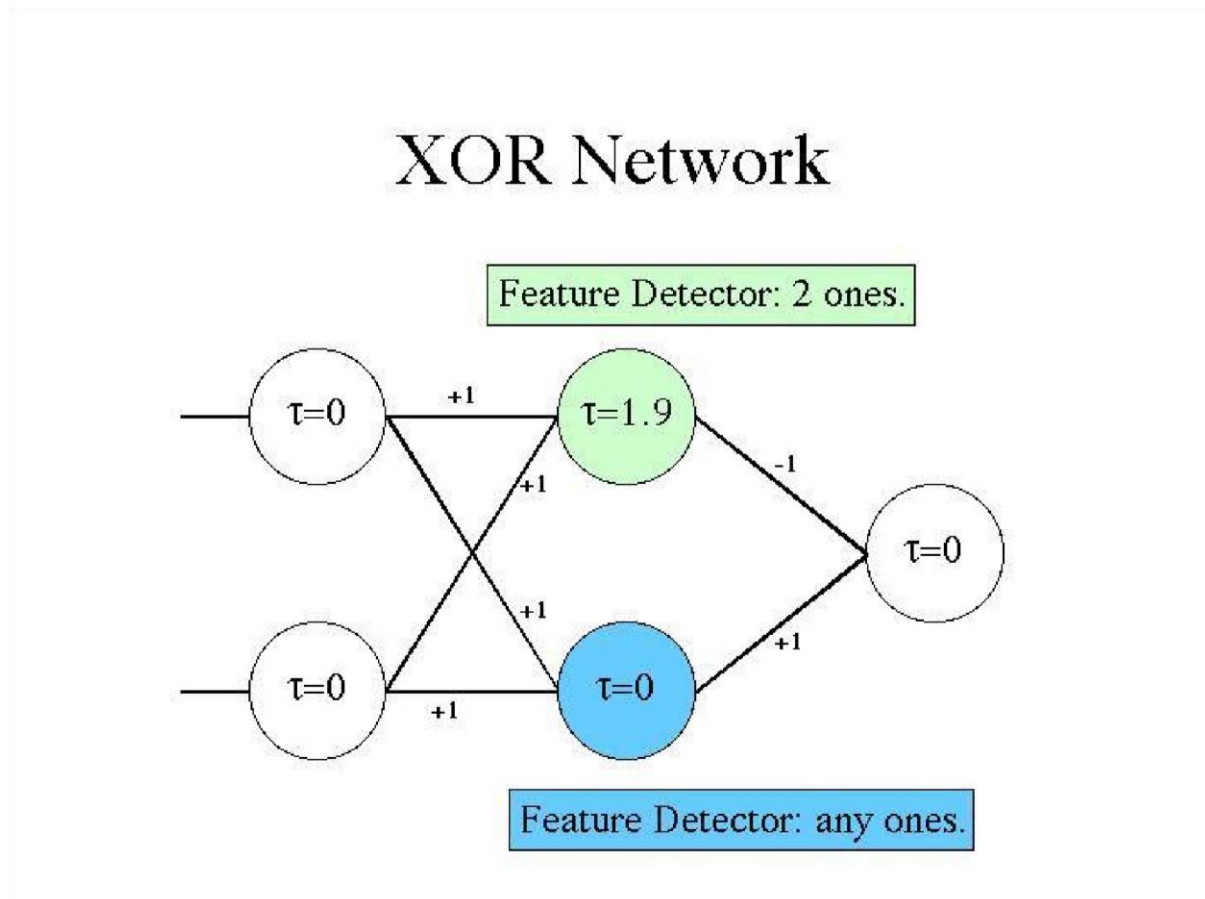 XOR Network
Feature Detector: 2 ones.
τ=0
+1
τ=1.9
+1
-1
τ=0
+1
τ=0
+1
τ=0
+1
Feature Detector: any ones.